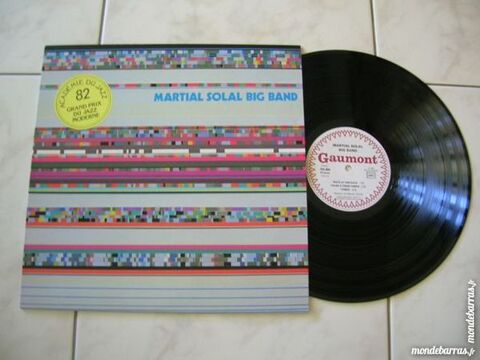 ACADÉMIE DU JAZZ
82
GRAND PRIX
DU JAZZ
MODERNE
MARTIAL SOLAL BIG BAND
MARTIAL SOLAL
BIG BAND
Gaumont
mondebarras.fr